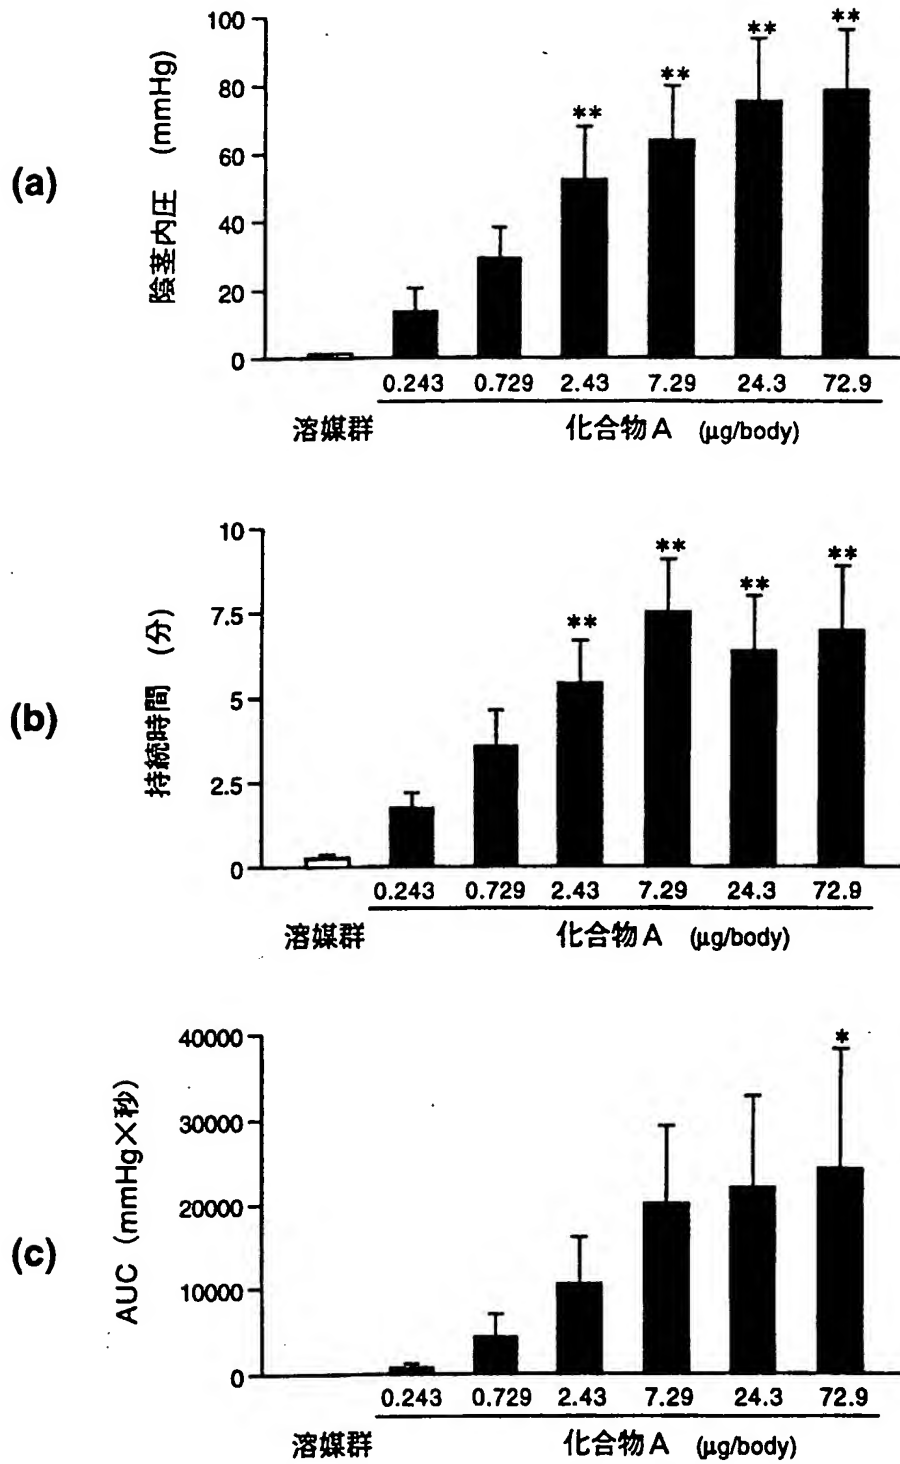 (a)
陰茎内圧 (mmHg)
100
80
60
40
20
0
** ** ** **
0.243 0.729 2.43 7.29 24.3 72.9
溶媒群 化合物A (μg/body)
(b)
持続時間 (分)
10
7.5
5
2.5
0
** ** ** **
0.243 0.729 2.43 7.29 24.3 72.9
溶媒群 化合物A (μg/body)
(c)
AUC (mmHg×秒)
40000
30000
20000
10000
0
*
0.243 0.729 2.43 7.29 24.3 72.9
溶媒群 化合物A (μg/body)